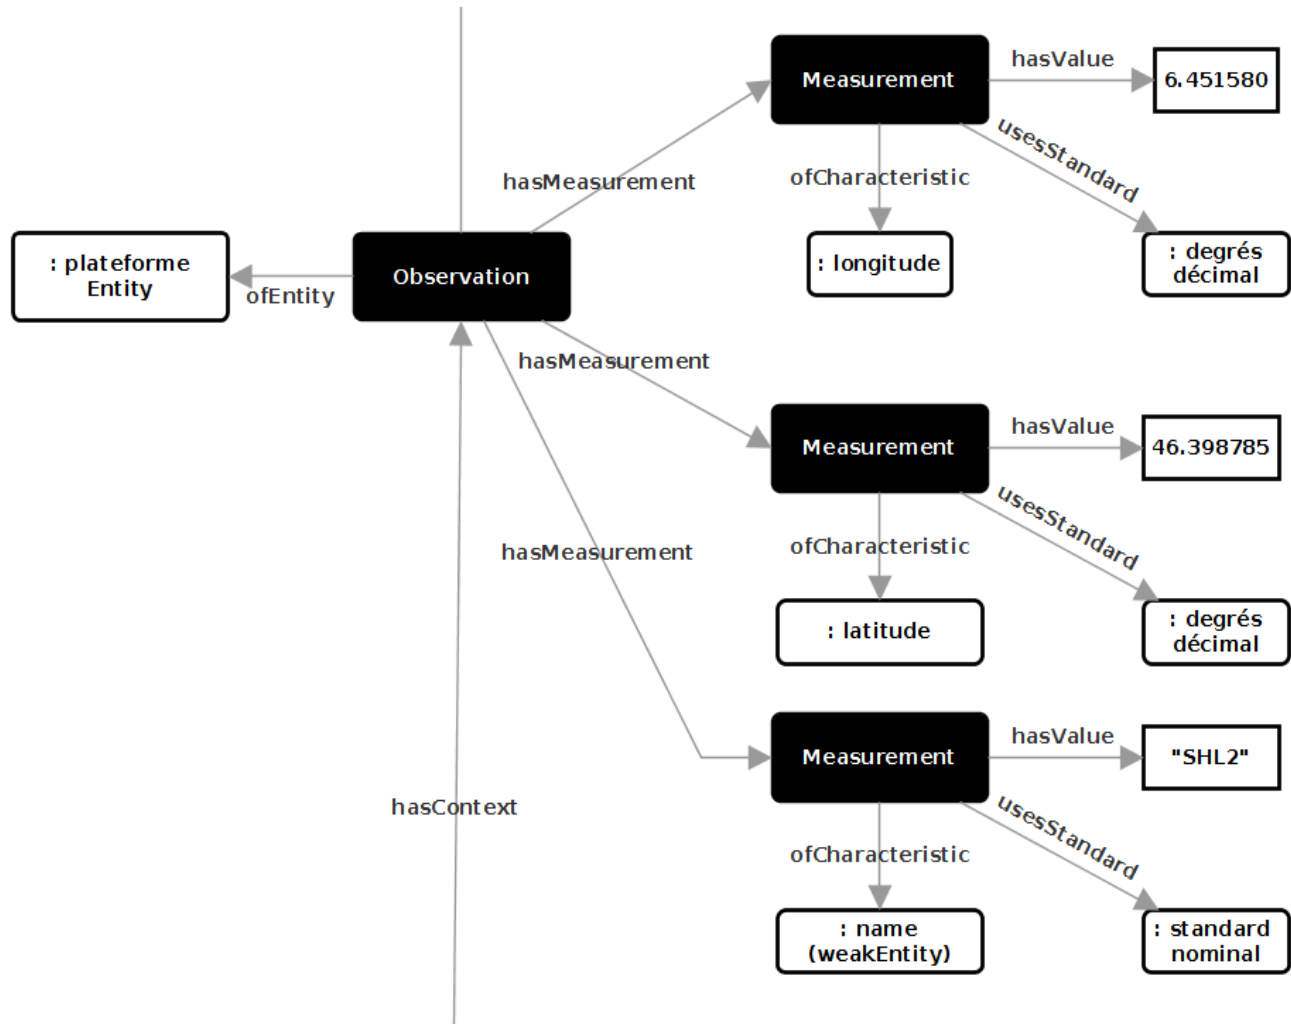 Measurement
hasValue
6.451580
usesStandard
hasMeasurement
ofCharacteristic
: plateforme
Entity
ofEntity
Observation
: longitude
: degrés
décimal
hasMeasurement
Measurement
hasValue
46.398785
usesStandard
hasMeasurement
ofCharacteristic
: latitude
: degrés
décimal
Measurement
hasValue
"SHL2"
hasContext
usesStandard
ofCharacteristic
: name
(weakEntity)
: standard
nominal